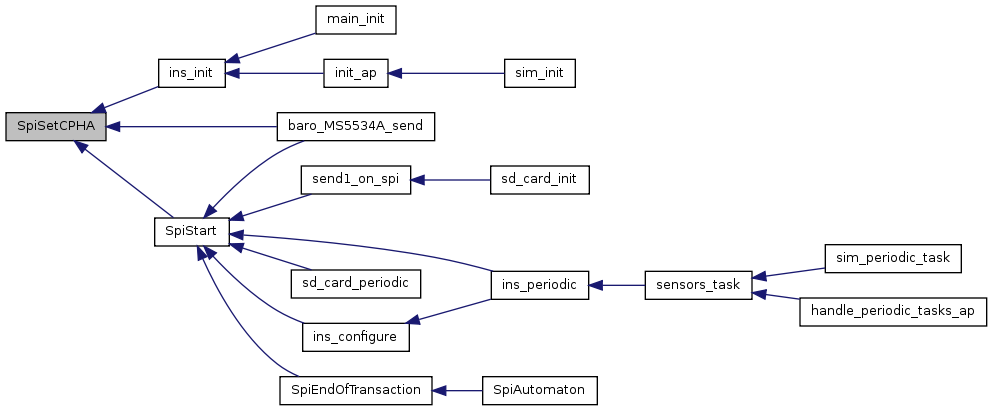 main_init
ins_init
init_ap
sim_init
SpiSetCPHA
baro_MS5534A_send
send1_on_spi
sd_card_init
SpiStart
sim_periodic_task
sd_card_periodic
ins_periodic
sensors_task
handle_periodic_tasks_ap
ins_configure
SpiEndOfTransaction
SpiAutomaton